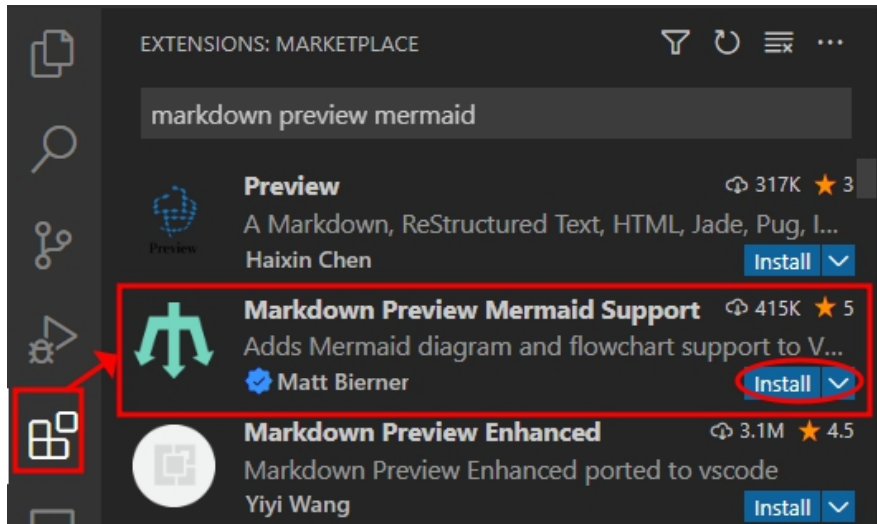 EXTENSIONS: MARKETPLACE
markdown preview mermaid
Preview 317K 3
A Markdown, ReStructured Text, HTML, Jade, Pug, I...
Preview
Haixin Chen Install
Markdown Preview Mermaid Support 415K 5
Adds Mermaid diagram and flowchart support to V...
Matt Bierner Install
Markdown Preview Enhanced 3.1M 4.5
Markdown Preview Enhanced ported to vscode
Yiyi Wang Install